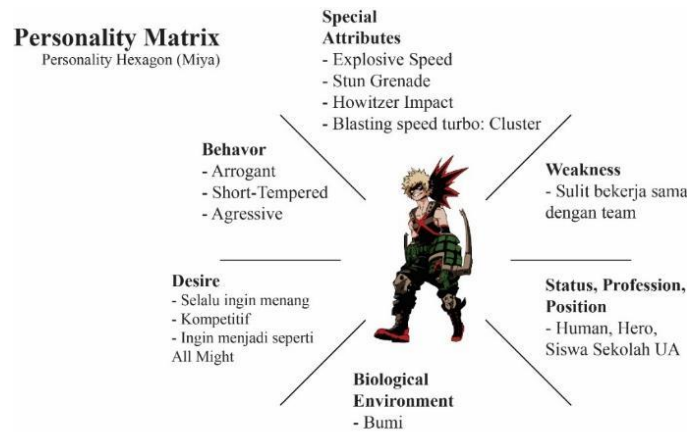 Personality Matrix
Personality Hexagon (Miya)
Special
Attributes
- Explosive Speed
- Stun Grenade
- Howitzer Impact
- Blasting speed turbo: Cluster
Behavor
- Arrogant
- Short-Tempered
- Agressive
Weakness
- Sulit bekerja sama
dengan team
Desire
- Selalu ingin menang
- Kompetitif
- Ingin menjadi seperti
All Might
Status, Profession,
Position
- Human, Hero,
Siswa Sekolah UA
Biological
Environment
- Bumi